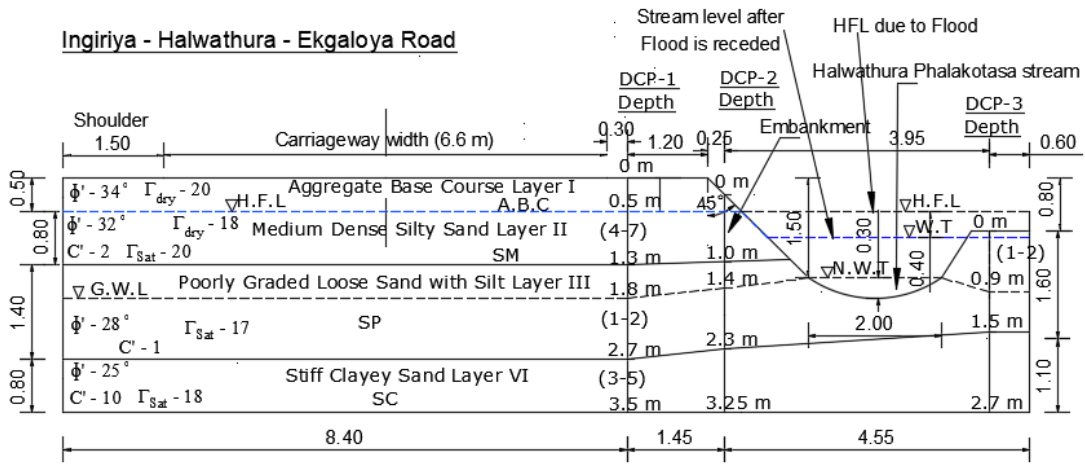 Ingiriya - Halwathura - Ekgaloya Road
Stream level after
Flood is receded
HFL due to Flood
Halwathura Phalakotasa stream
DCP-1
Depth
DCP-2
Depth
DCP-3
Depth
Embankment
Shoulder
1.50
Carriageway width (6.6 m)
0.30
1.20
0.25
3.95
0.60
0 m
0 m
0.50
ϕ' - 34° Γdry - 20
Aggregate Base Course Layer I
A.B.C
H.F.L
0.5 m
45°
H.F.L
0.80
0.80
ϕ' - 32° Γdry - 18
Medium Dense Silty Sand Layer II
(4-7)
C' - 2 ΓSat - 20
SM
1.3 m
1.0 m
1.50
0.30
W.T
0 m
(1-2)
0.40
N.W.T
Poorly Graded Loose Sand with Silt Layer III
G.W.L
1.8 m
1.4 m
0.9 m
1.60
1.40
ϕ' - 28° ΓSat - 17
SP
(1-2)
C' - 1
2.00
2.7 m
2.3 m
1.5 m
ϕ' - 25°
Stiff Clayey Sand Layer VI
(3-5)
0.80
C' - 10 ΓSat - 18
SC
3.5 m
3.25 m
2.7 m
1.10
8.40
1.45
4.55